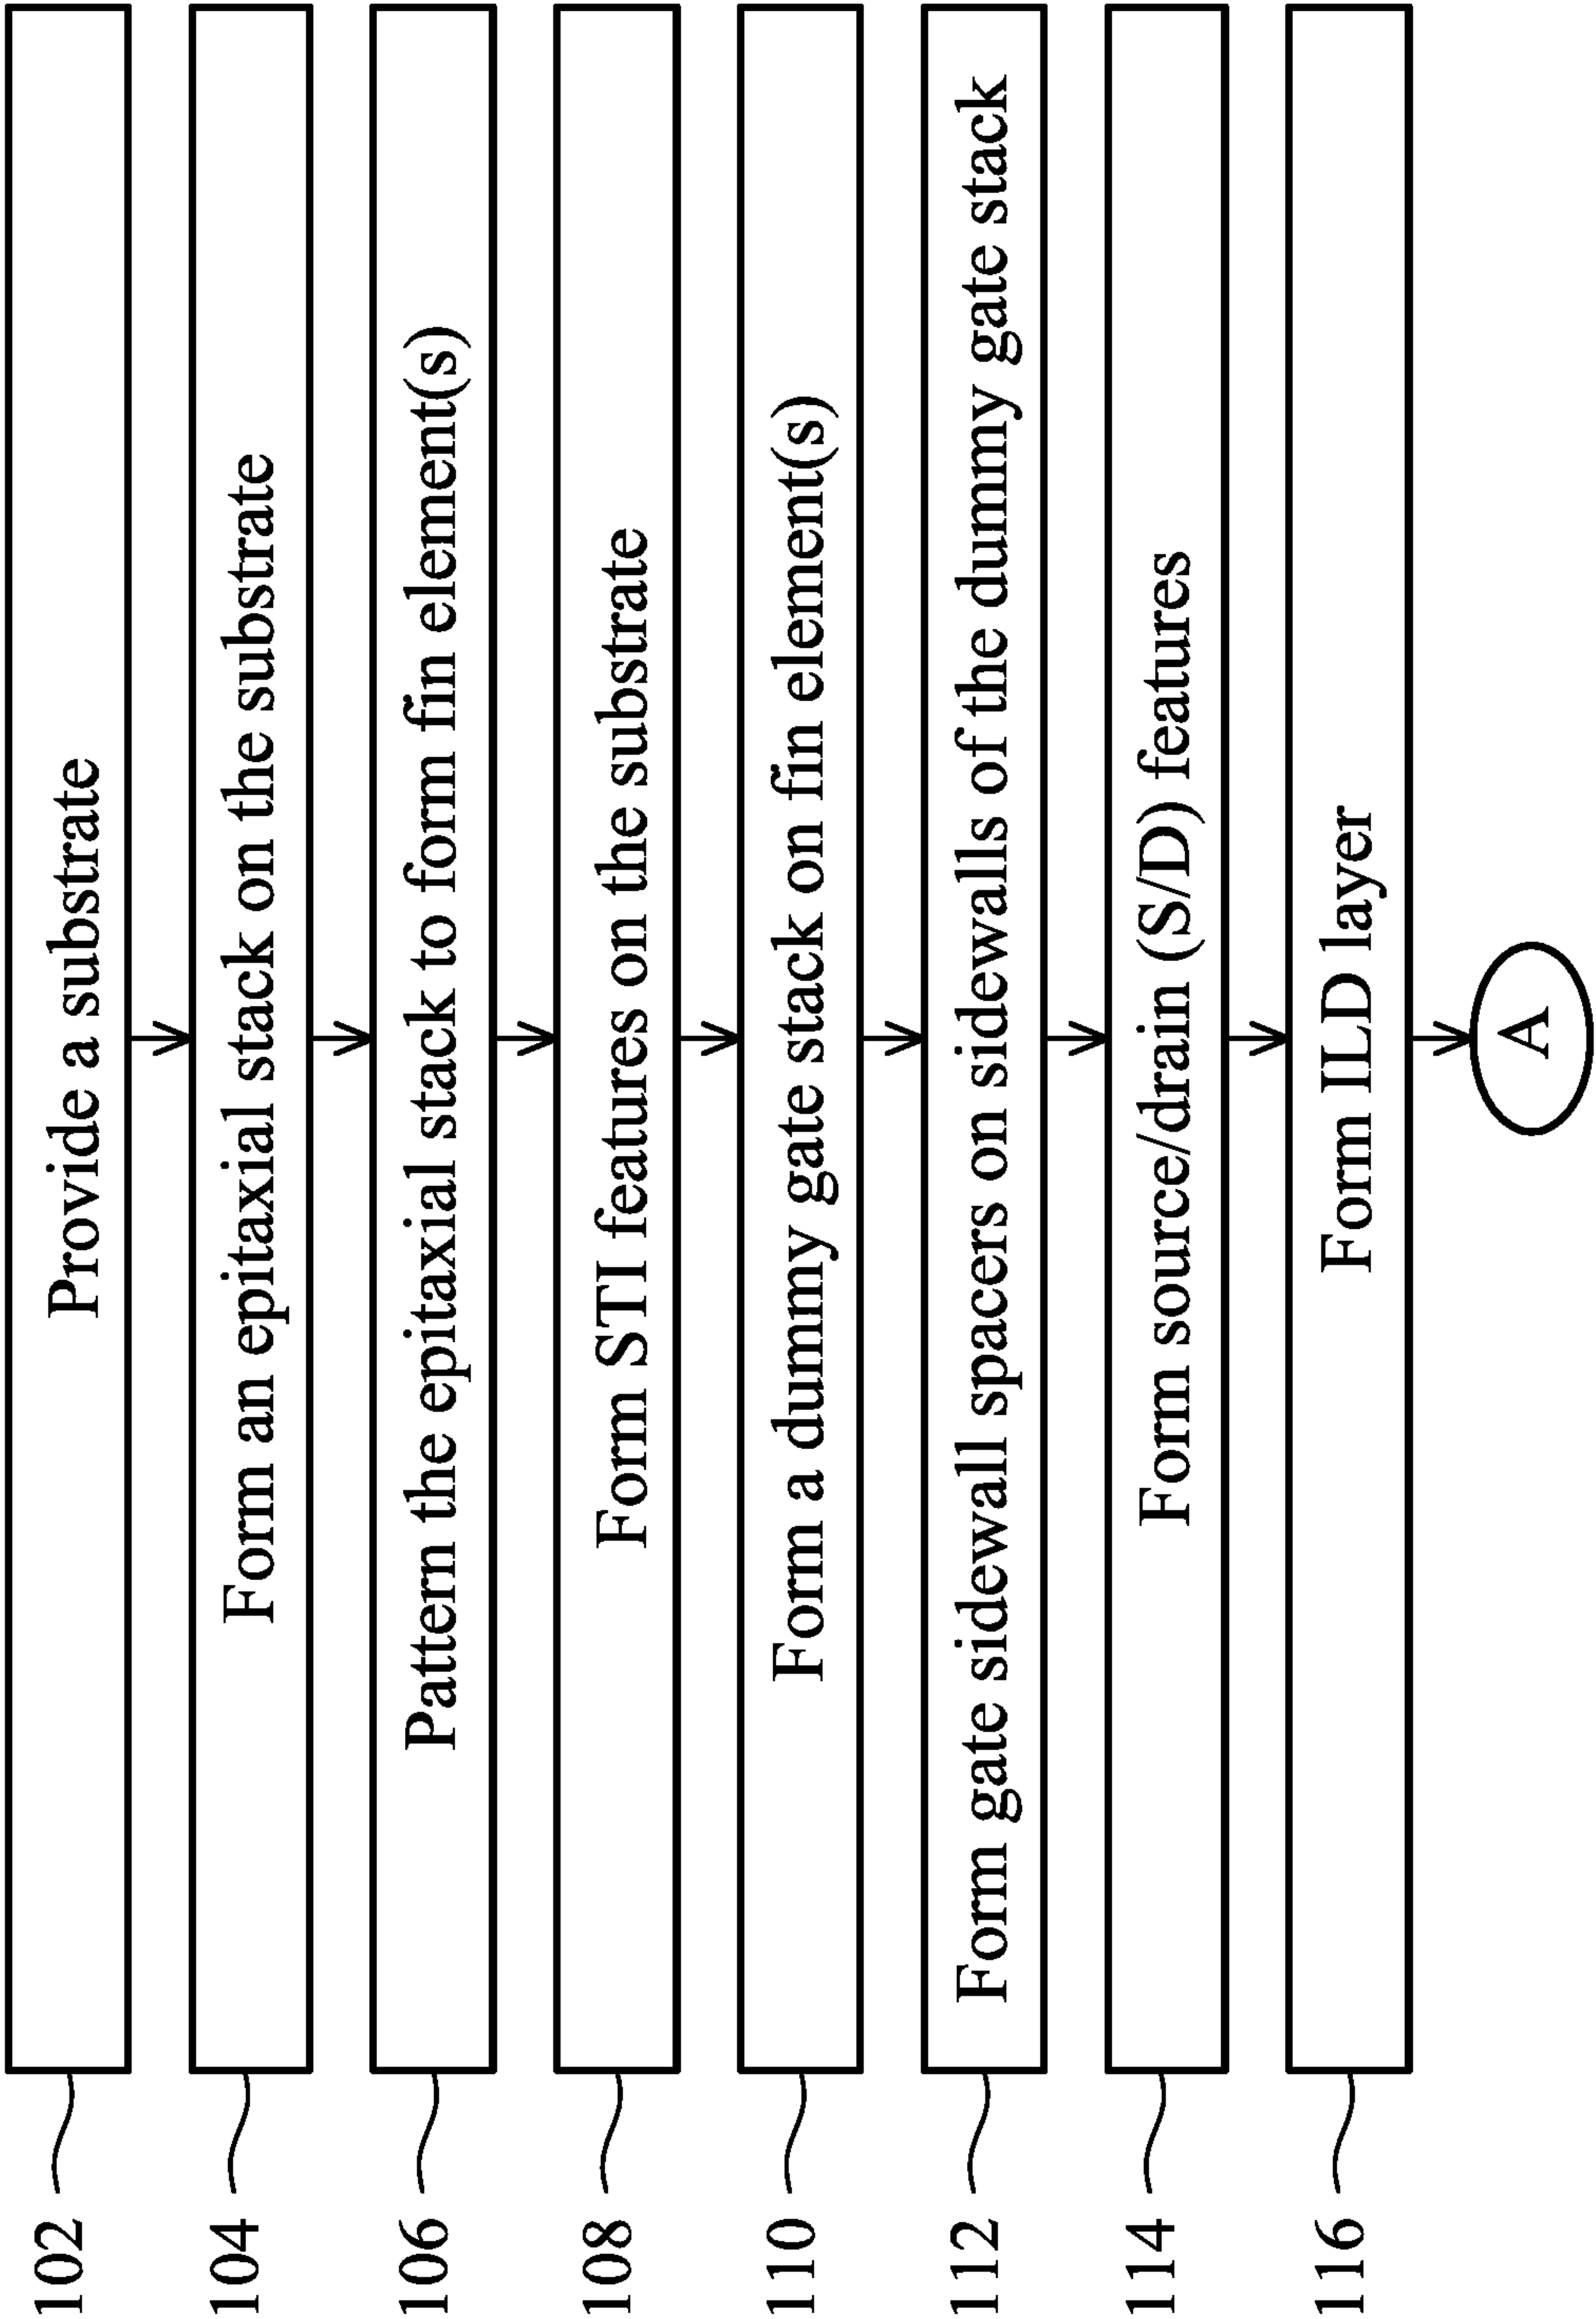 102 Provide a substrate
104 Form an epitaxial stack on the substrate
106 Pattern the epitaxial stack to form fin element(s)
108 Form STI features on the substrate
110 Form a dummy gate stack on fin element(s)
112 Form gate sidewall spacers on sidewalls of the dummy gate stack
114 Form source/drain (S/D) features
116 Form ILD layer
A